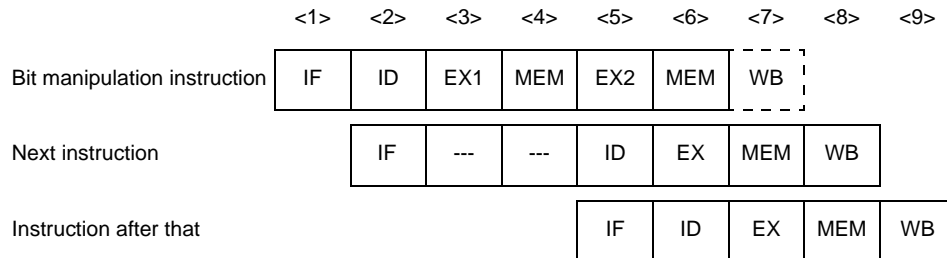 <1> <2> <3> <4> <5> <6> <7> <8> <9>
Bit manipulation instruction IF ID EX1 MEM EX2 MEM WB
Next instruction IF --- --- ID EX MEM WB
Instruction after that IF ID EX MEM WB